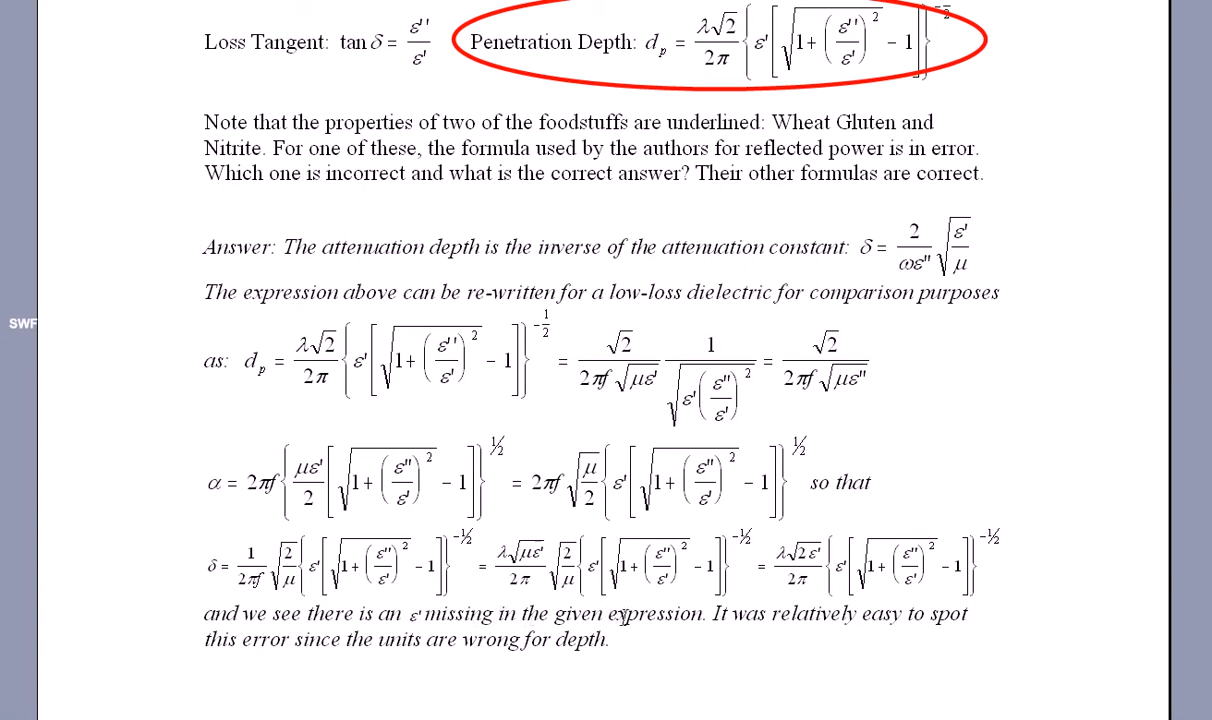 Loss Tangent: tan δ = ε''/ε' Penetration Depth: d_p = λ√2/2π {ε'[√(1+(ε''/ε')^2) − 1]}^−1/2
Note that the properties of two of the foodstuffs are underlined: Wheat Gluten and
Nitrite. For one of these, the formula used by the authors for reflected power is in error.
Which one is incorrect and what is the correct answer? Their other formulas are correct.
Answer: The attenuation depth is the inverse of the attenuation constant: δ = 2/ωε" √(ε'/μ)
The expression above can be re-written for a low-loss dielectric for comparison purposes
SWF
as: d_p = λ√2/2π {ε'[√(1+(ε''/ε')^2) − 1]}^−1/2 = √2/(2πf√(με')) 1/√(ε'(ε"/ε')^2) = √2/(2πf√(με"))
α = 2πf {με'/2 [√(1+(ε"/ε')^2) − 1]}^½ = 2πf √(μ/2) {ε'[√(1+(ε"/ε')^2) − 1]}^½ so that
δ = 1/2πf √(2/μ) {ε'[√(1+(ε"/ε')^2) − 1]}^−½ = λ√(με')/2π √(2/μ) {ε'[√(1+(ε"/ε')^2) − 1]}^−½ = λ√(2ε')/2π {ε'[√(1+(ε"/ε')^2) − 1]}^−½
and we see there is an ε' missing in the given expression. It was relatively easy to spot
this error since the units are wrong for depth.